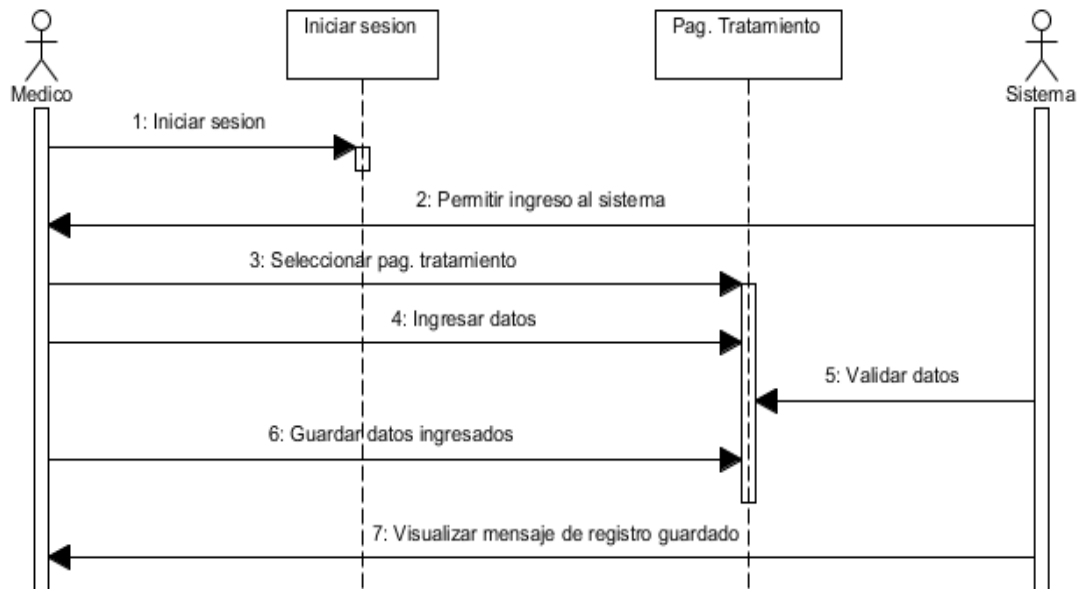 Iniciar sesion
Pag. Tratamiento
Medico
Sistema
1: Iniciar sesion
2: Permitir ingreso al sistema
3: Seleccionar pag. tratamiento
4: Ingresar datos
5: Validar datos
6: Guardar datos ingresados
7: Visualizar mensaje de registro guardado